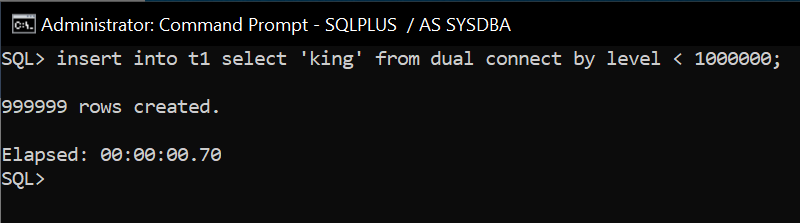 Administrator: Command Prompt - SQLPLUS / AS SYSDBA
SQL> insert into t1 select 'king' from dual connect by level < 1000000;
999999 rows created.
Elapsed: 00:00:00.70
SQL>